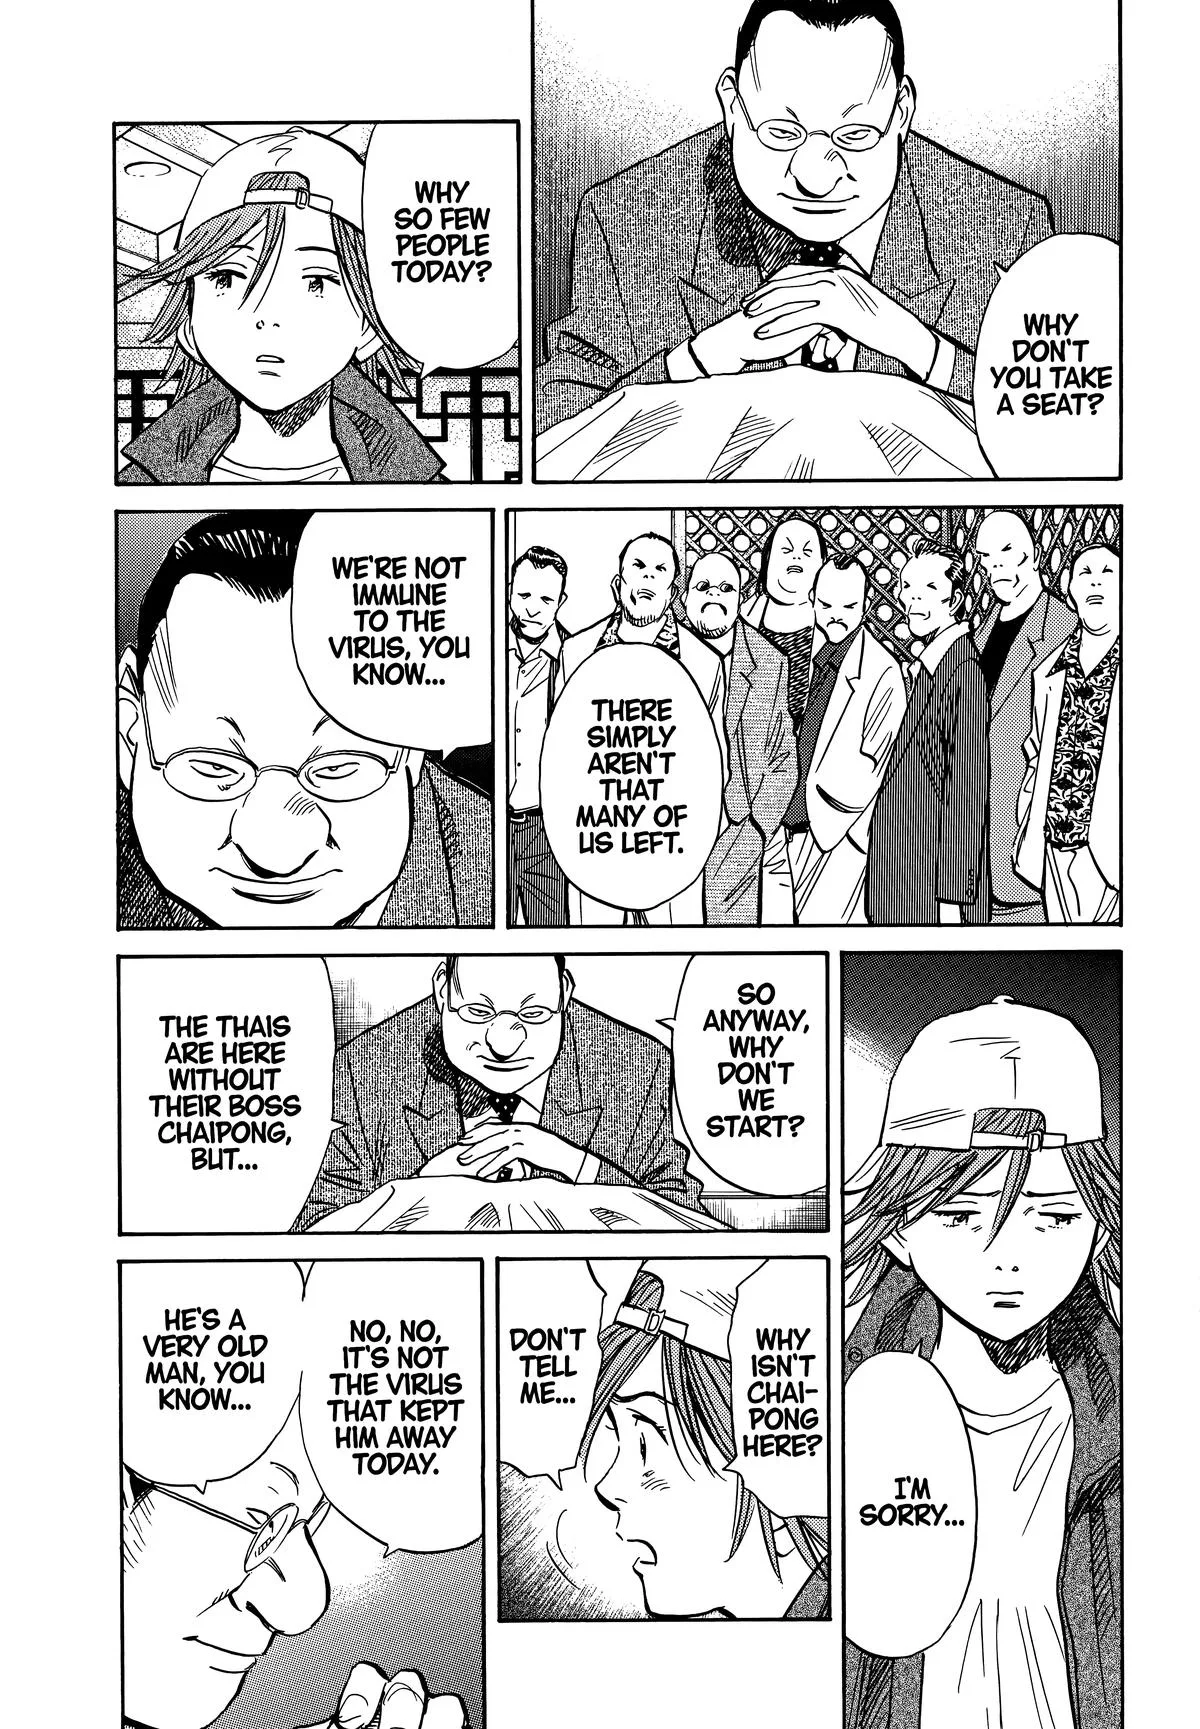 WHY
DON'T
YOU TAKE
A SEAT?
WHY
SO FEW
PEOPLE
TODAY?
THERE
SIMPLY
AREN'T
THAT
MANY OF
US LEFT.
WE'RE NOT
IMMUNE
TO THE
VIRUS, YOU
KNOW...
I'M
SORRY...
SO
ANYWAY,
WHY
DON'T
WE
START?
THE THAIS
ARE HERE
WITHOUT
THEIR BOSS
CHAIPONG,
BUT...
WHY
ISN'T
CHAI-
PONG
HERE?
DON'T
TELL
ME...
NO, NO,
IT'S NOT
THE VIRUS
THAT KEPT
HIM AWAY
TODAY.
HE'S A
VERY OLD
MAN, YOU
KNOW...